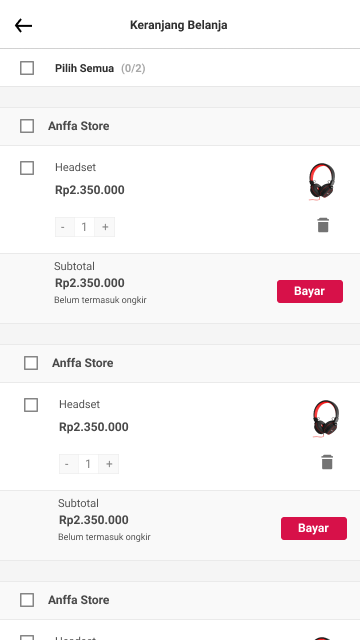 Keranjang Belanja
Pilih Semua (0/2)
Anffa Store
Headset
Rp2.350.000
- 1 +
Subtotal
Rp2.350.000
Belum termasuk ongkir
Bayar
Anffa Store
Headset
Rp2.350.000
- 1 +
Subtotal
Rp2.350.000
Belum termasuk ongkir
Bayar
Anffa Store
Headset